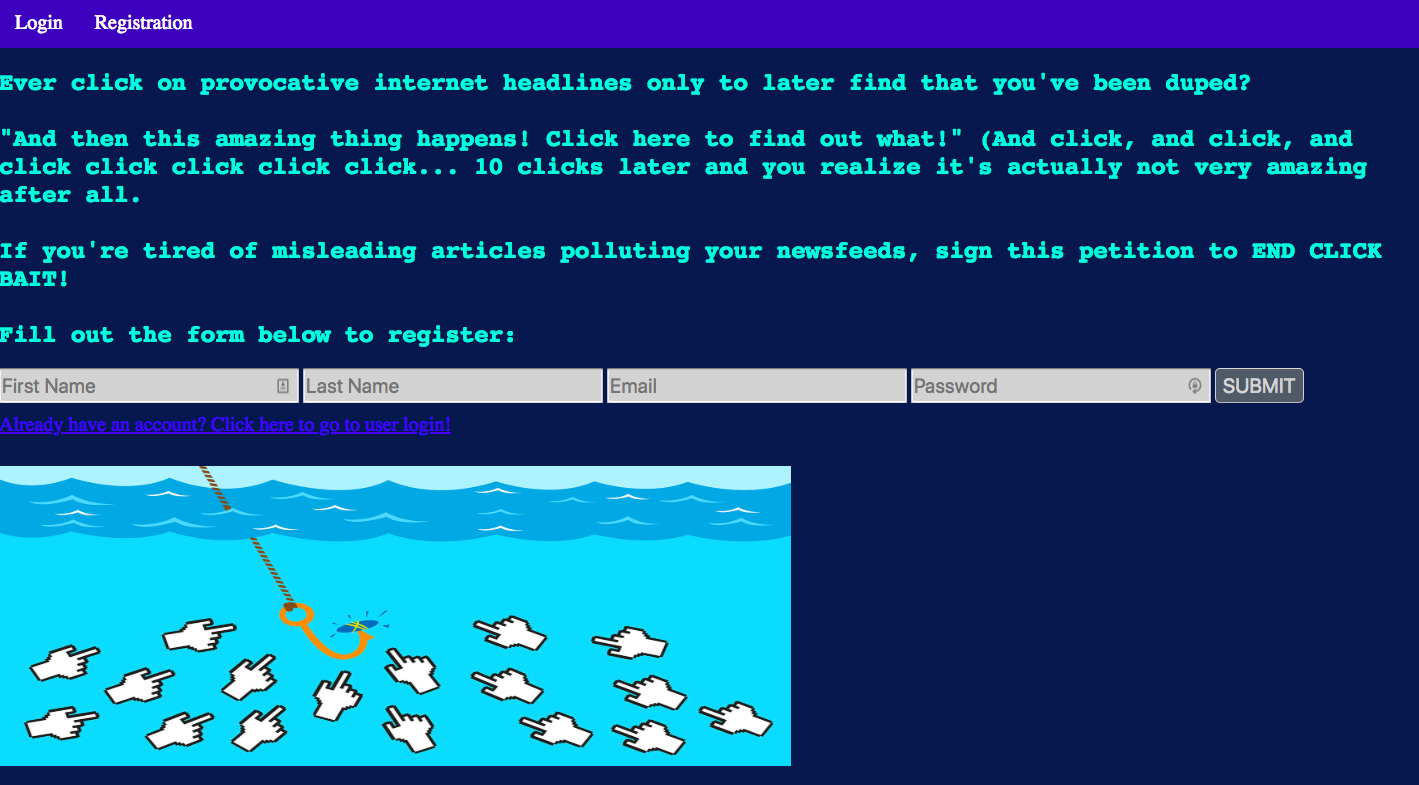 Login Registration
Ever click on provocative internet headlines only to later find that you've been duped?
"And then this amazing thing happens! Click here to find out what!" (And click, and click, and
click click click click click... 10 clicks later and you realize it's actually not very amazing
after all.
If you're tired of misleading articles polluting your newsfeeds, sign this petition to END CLICK
BAIT!
Fill out the form below to register:
First Name Last Name Email Password SUBMIT
Already have an account? Click here to go to user login!